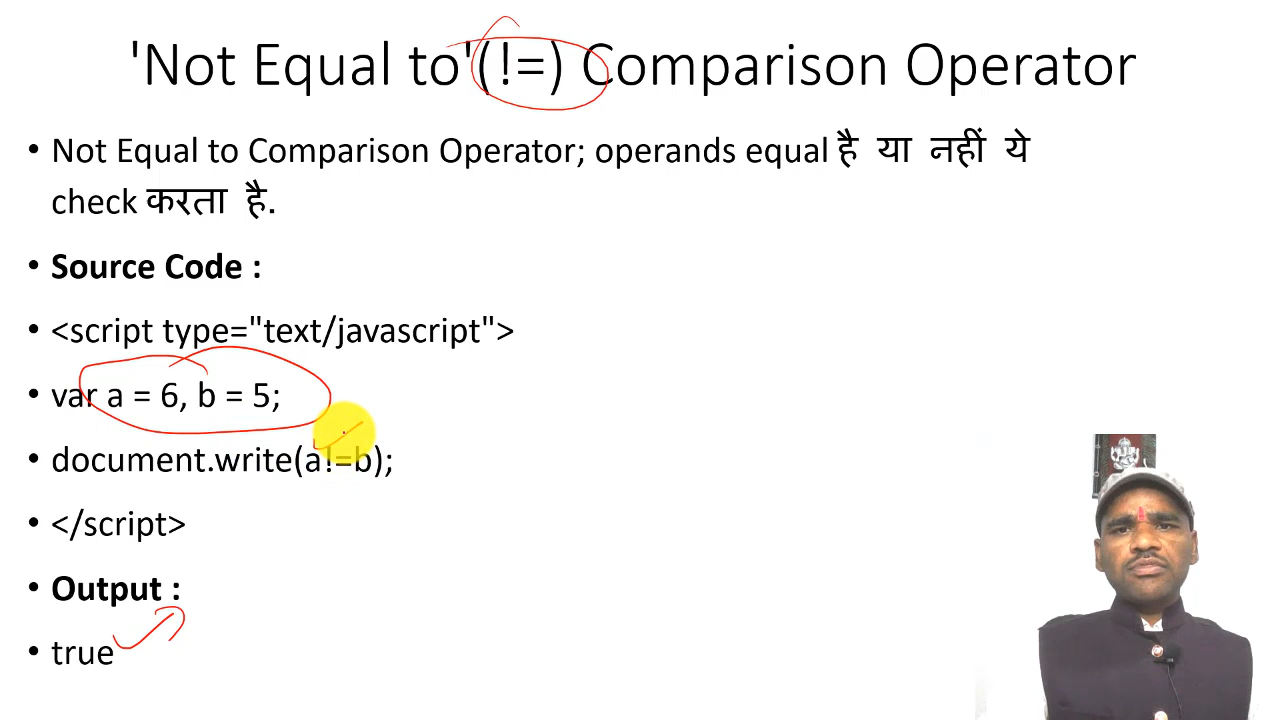 'Not Equal to'(!=) Comparison Operator
• Not Equal to Comparison Operator; operands equal है या नहीं ये
check करता है.
• Source Code :
• <script type="text/javascript">
• var a = 6, b = 5;
• document.write(a!=b);
• </script>
• Output :
• true